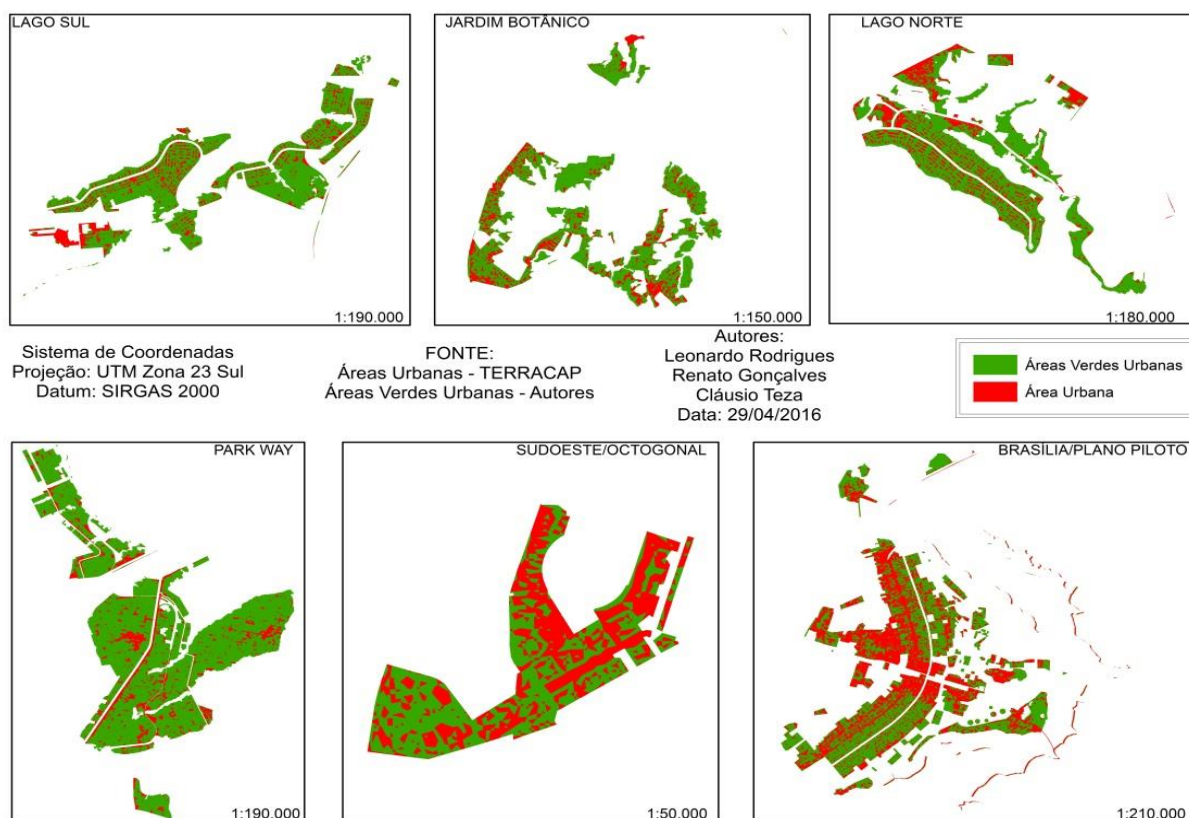 LAGO SUL
1:190.000
JARDIM BOTÂNICO
1:150.000
LAGO NORTE
1:180.000
Sistema de Coordenadas
Projeção: UTM Zona 23 Sul
Datum: SIRGAS 2000
FONTE:
Áreas Urbanas - TERRACAP
Áreas Verdes Urbanas - Autores
Autores:
Leonardo Rodrigues
Renato Gonçalves
Cláusio Teza
Data: 29/04/2016
Áreas Verdes Urbanas
Área Urbana
PARK WAY
1:190.000
SUDOESTE/OCTOGONAL
1:50.000
BRASÍLIA/PLANO PILOTO
1:210.000